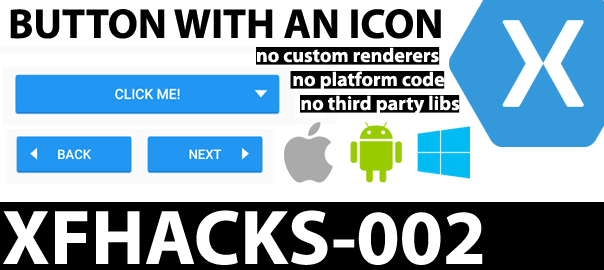 BUTTON WITH AN ICON
no custom renderers
no platform code
no third party libs
CLICK ME!
BACK
NEXT
XFHACKS-002